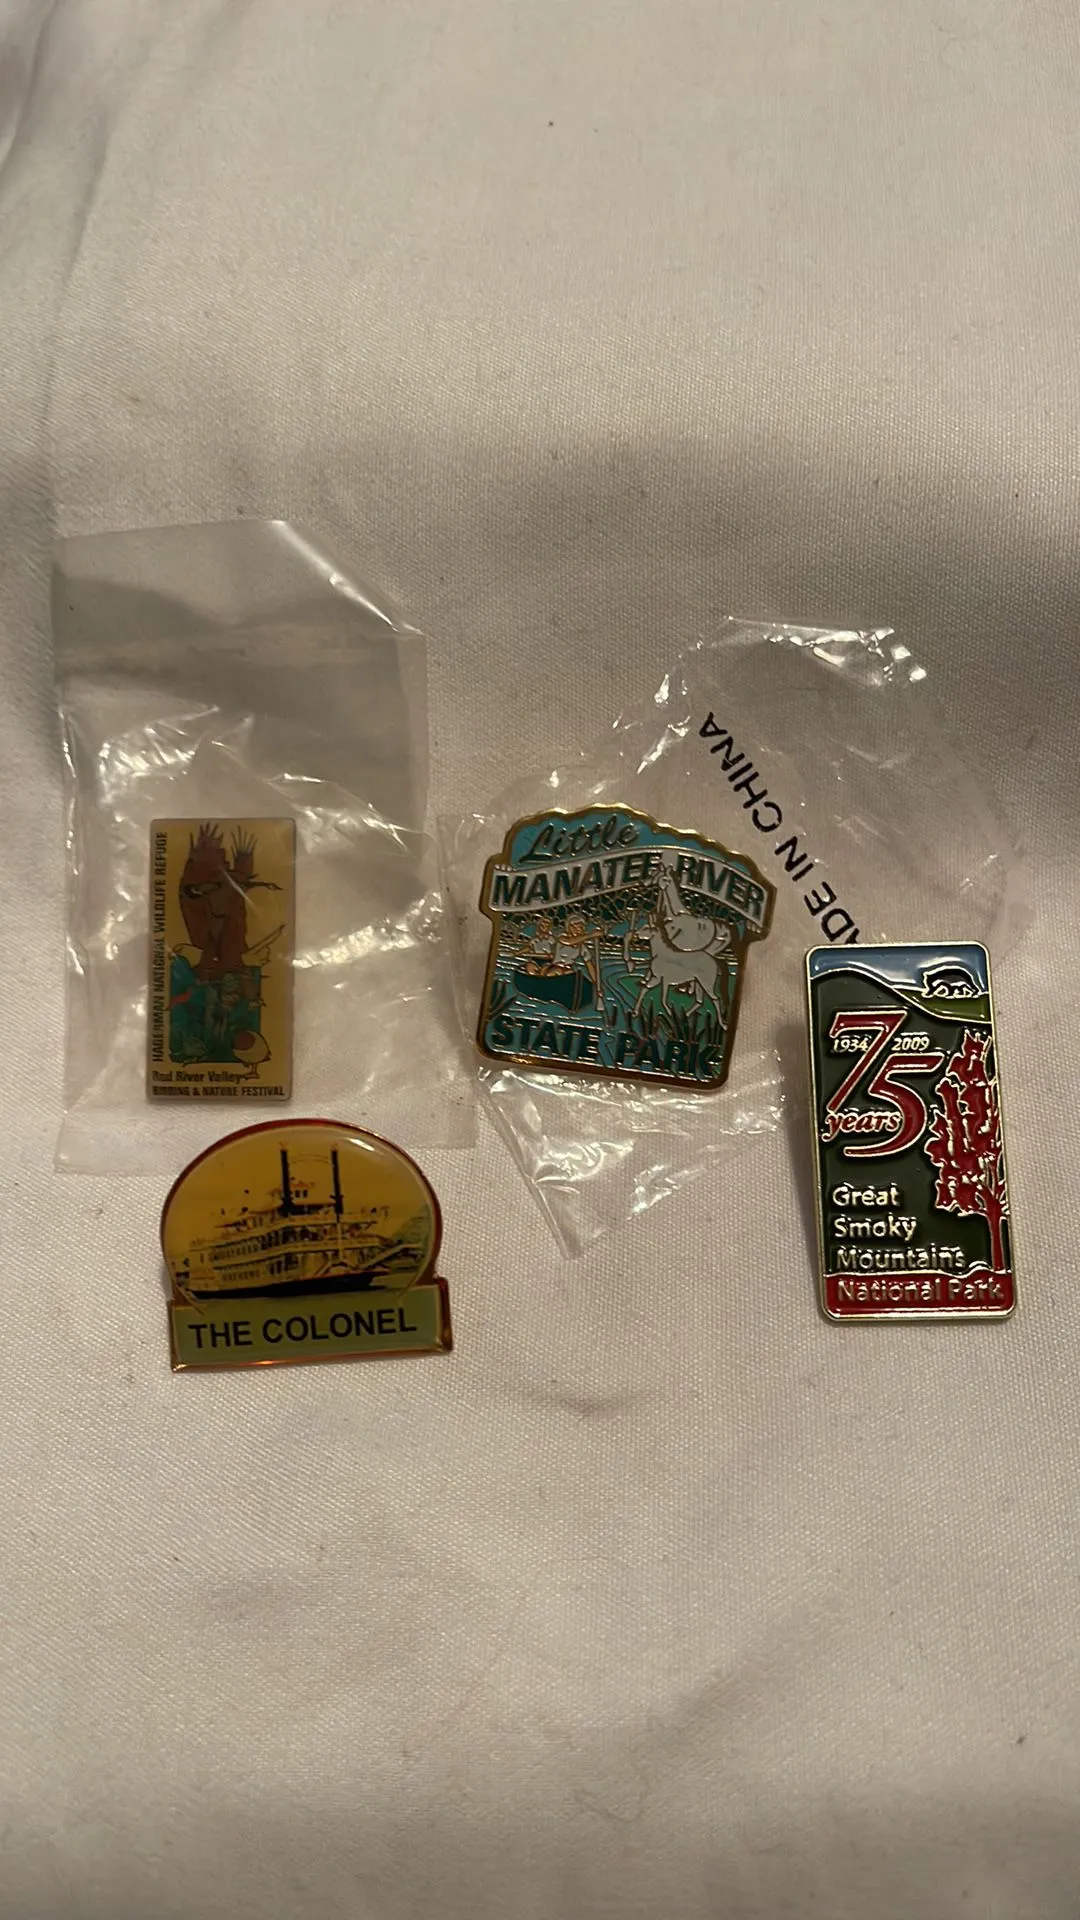 HAGERMAN NATIONAL WILDLIFE REFUGE
Red River Valley
BIRDING & NATURE FESTIVAL
Little
MANATEE RIVER
STATE PARK
MADE IN CHINA
75
1934 2009
years
Great
Smoky
Mountains
National Park
THE COLONEL